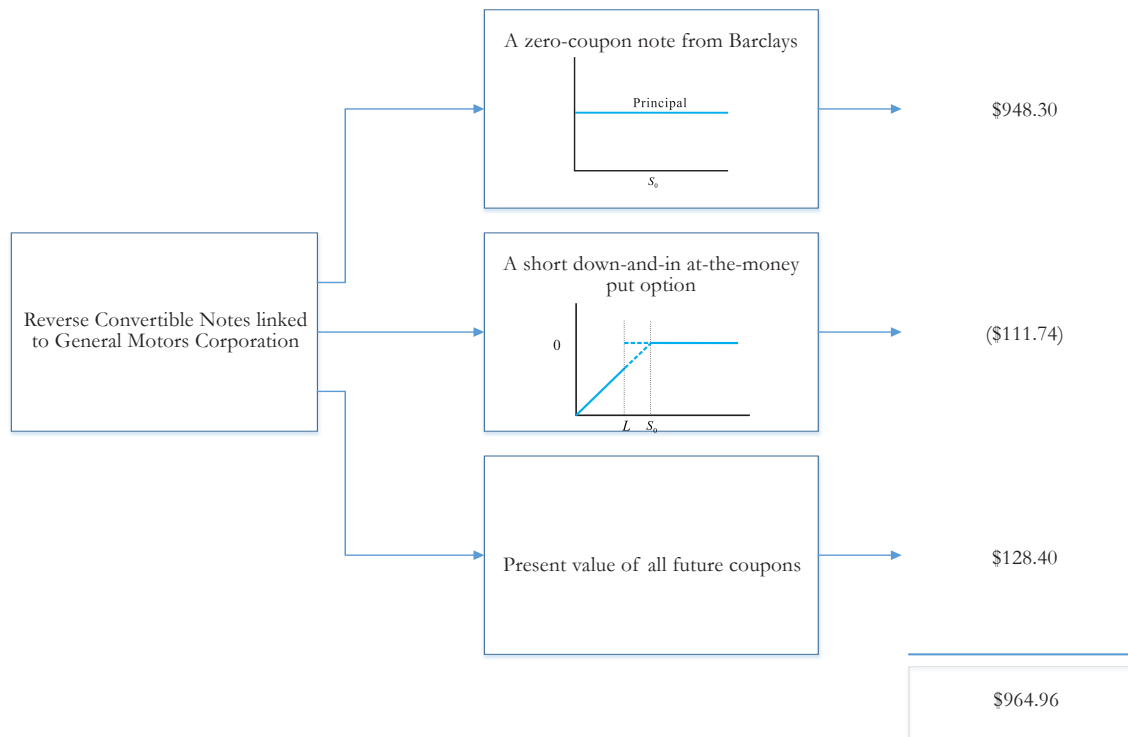 A zero-coupon note from Barclays
Principal
S₀
$948.30
Reverse Convertible Notes linked
to General Motors Corporation
A short down-and-in at-the-money
put option
0
L S₀
($111.74)
Present value of all future coupons
$128.40
$964.96